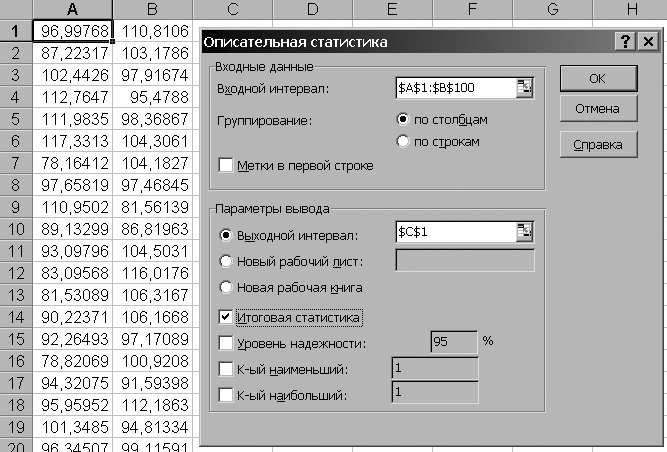 A B C D E F G H
1 96,99768 110,8106
2 87,22317 103,1786
3 102,4426 97,91674
4 112,7647 95,4788
5 111,9835 98,36867
6 117,3313 104,3061
7 78,16412 104,1827
8 97,65819 97,46845
9 110,9502 81,56139
10 89,13299 86,81963
11 93,09796 104,5031
12 83,09568 116,0176
13 81,53089 106,3167
14 90,22371 106,1668
15 92,26493 97,17089
16 78,82069 100,9208
17 94,32075 91,59398
18 95,95952 112,1863
19 101,3485 94,81334
20 96,34507 99,11591
Описательная статистика ? ×
Входные данные
Входной интервал: $A$1:$B$100
Группирование: по столбцам
по строкам
Метки в первой строке
OK
Отмена
Справка
Параметры вывода
Выходной интервал: $C$1
Новый рабочий лист:
Новая рабочая книга
Итоговая статистика
Уровень надежности: 95 %
К-ый наименьший: 1
К-ый наибольший: 1